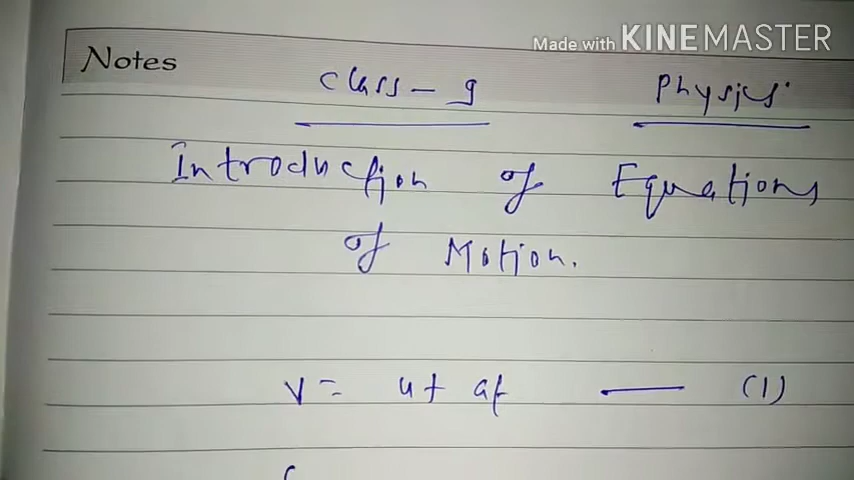 Made with KINEMASTER
Notes
Class - 9 Physics
Introduction of Equations
of Motion.
v = u + at — (1)